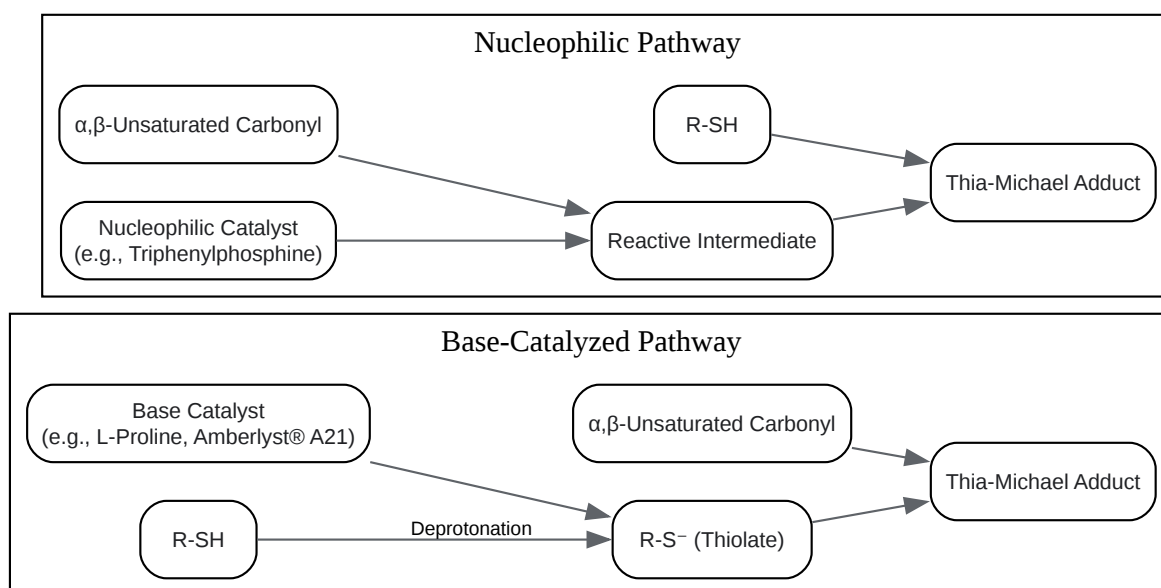 Nucleophilic Pathway
α,β-Unsaturated Carbonyl
R-SH
Thia-Michael Adduct
Nucleophilic Catalyst
(e.g., Triphenylphosphine)
Reactive Intermediate
Base-Catalyzed Pathway
Base Catalyst
(e.g., L-Proline, Amberlyst® A21)
α,β-Unsaturated Carbonyl
Thia-Michael Adduct
R-SH
Deprotonation
R-S⁻ (Thiolate)